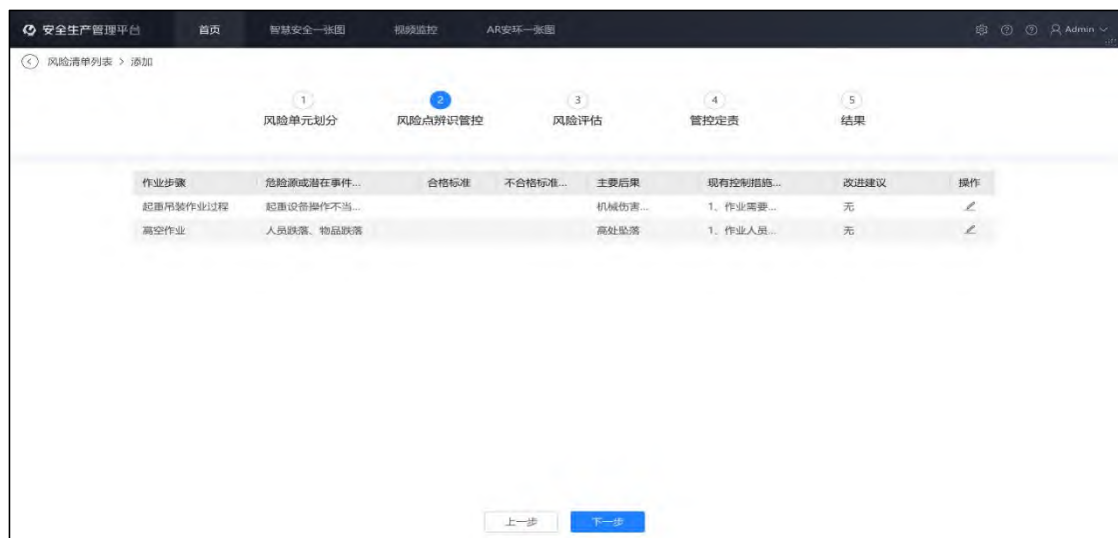 安全生产管理平台 首页 智慧安全一张图 视频监控 AR安环一张图 Admin
风险清单列表 > 添加
1 2 3 4 5
风险单元划分 风险点辨识管控 风险评估 管控定责 结果
作业步骤 危险源或潜在事件... 合格标准 不合格标准... 主要后果 现有控制措施... 改进建议 操作
起重吊装作业过程 起重设备操作不当... 机械伤害... 1、作业需要... 无
高空作业 人员跌落、物品跌落 高处坠落 1、作业人员... 无
上一步 下一步